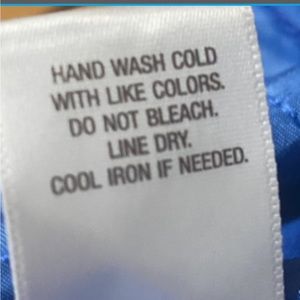 HAND WASH COLD
WITH LIKE COLORS.
DO NOT BLEACH.
LINE DRY.
COOL IRON IF NEEDED.